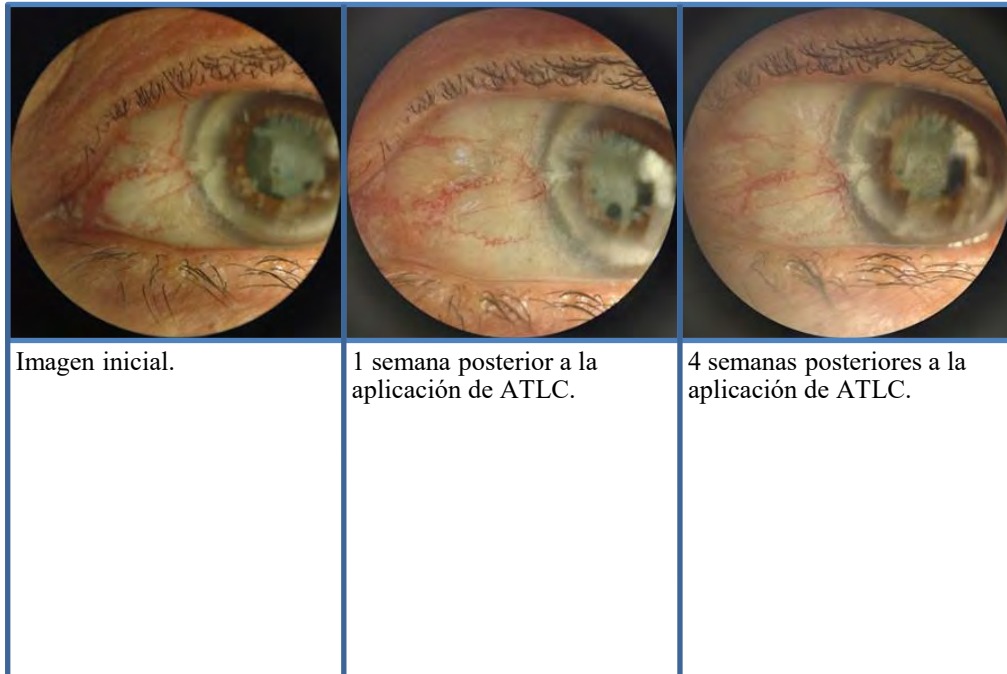 Imagen inicial.
1 semana posterior a la
aplicación de ATLC.
4 semanas posteriores a la
aplicación de ATLC.